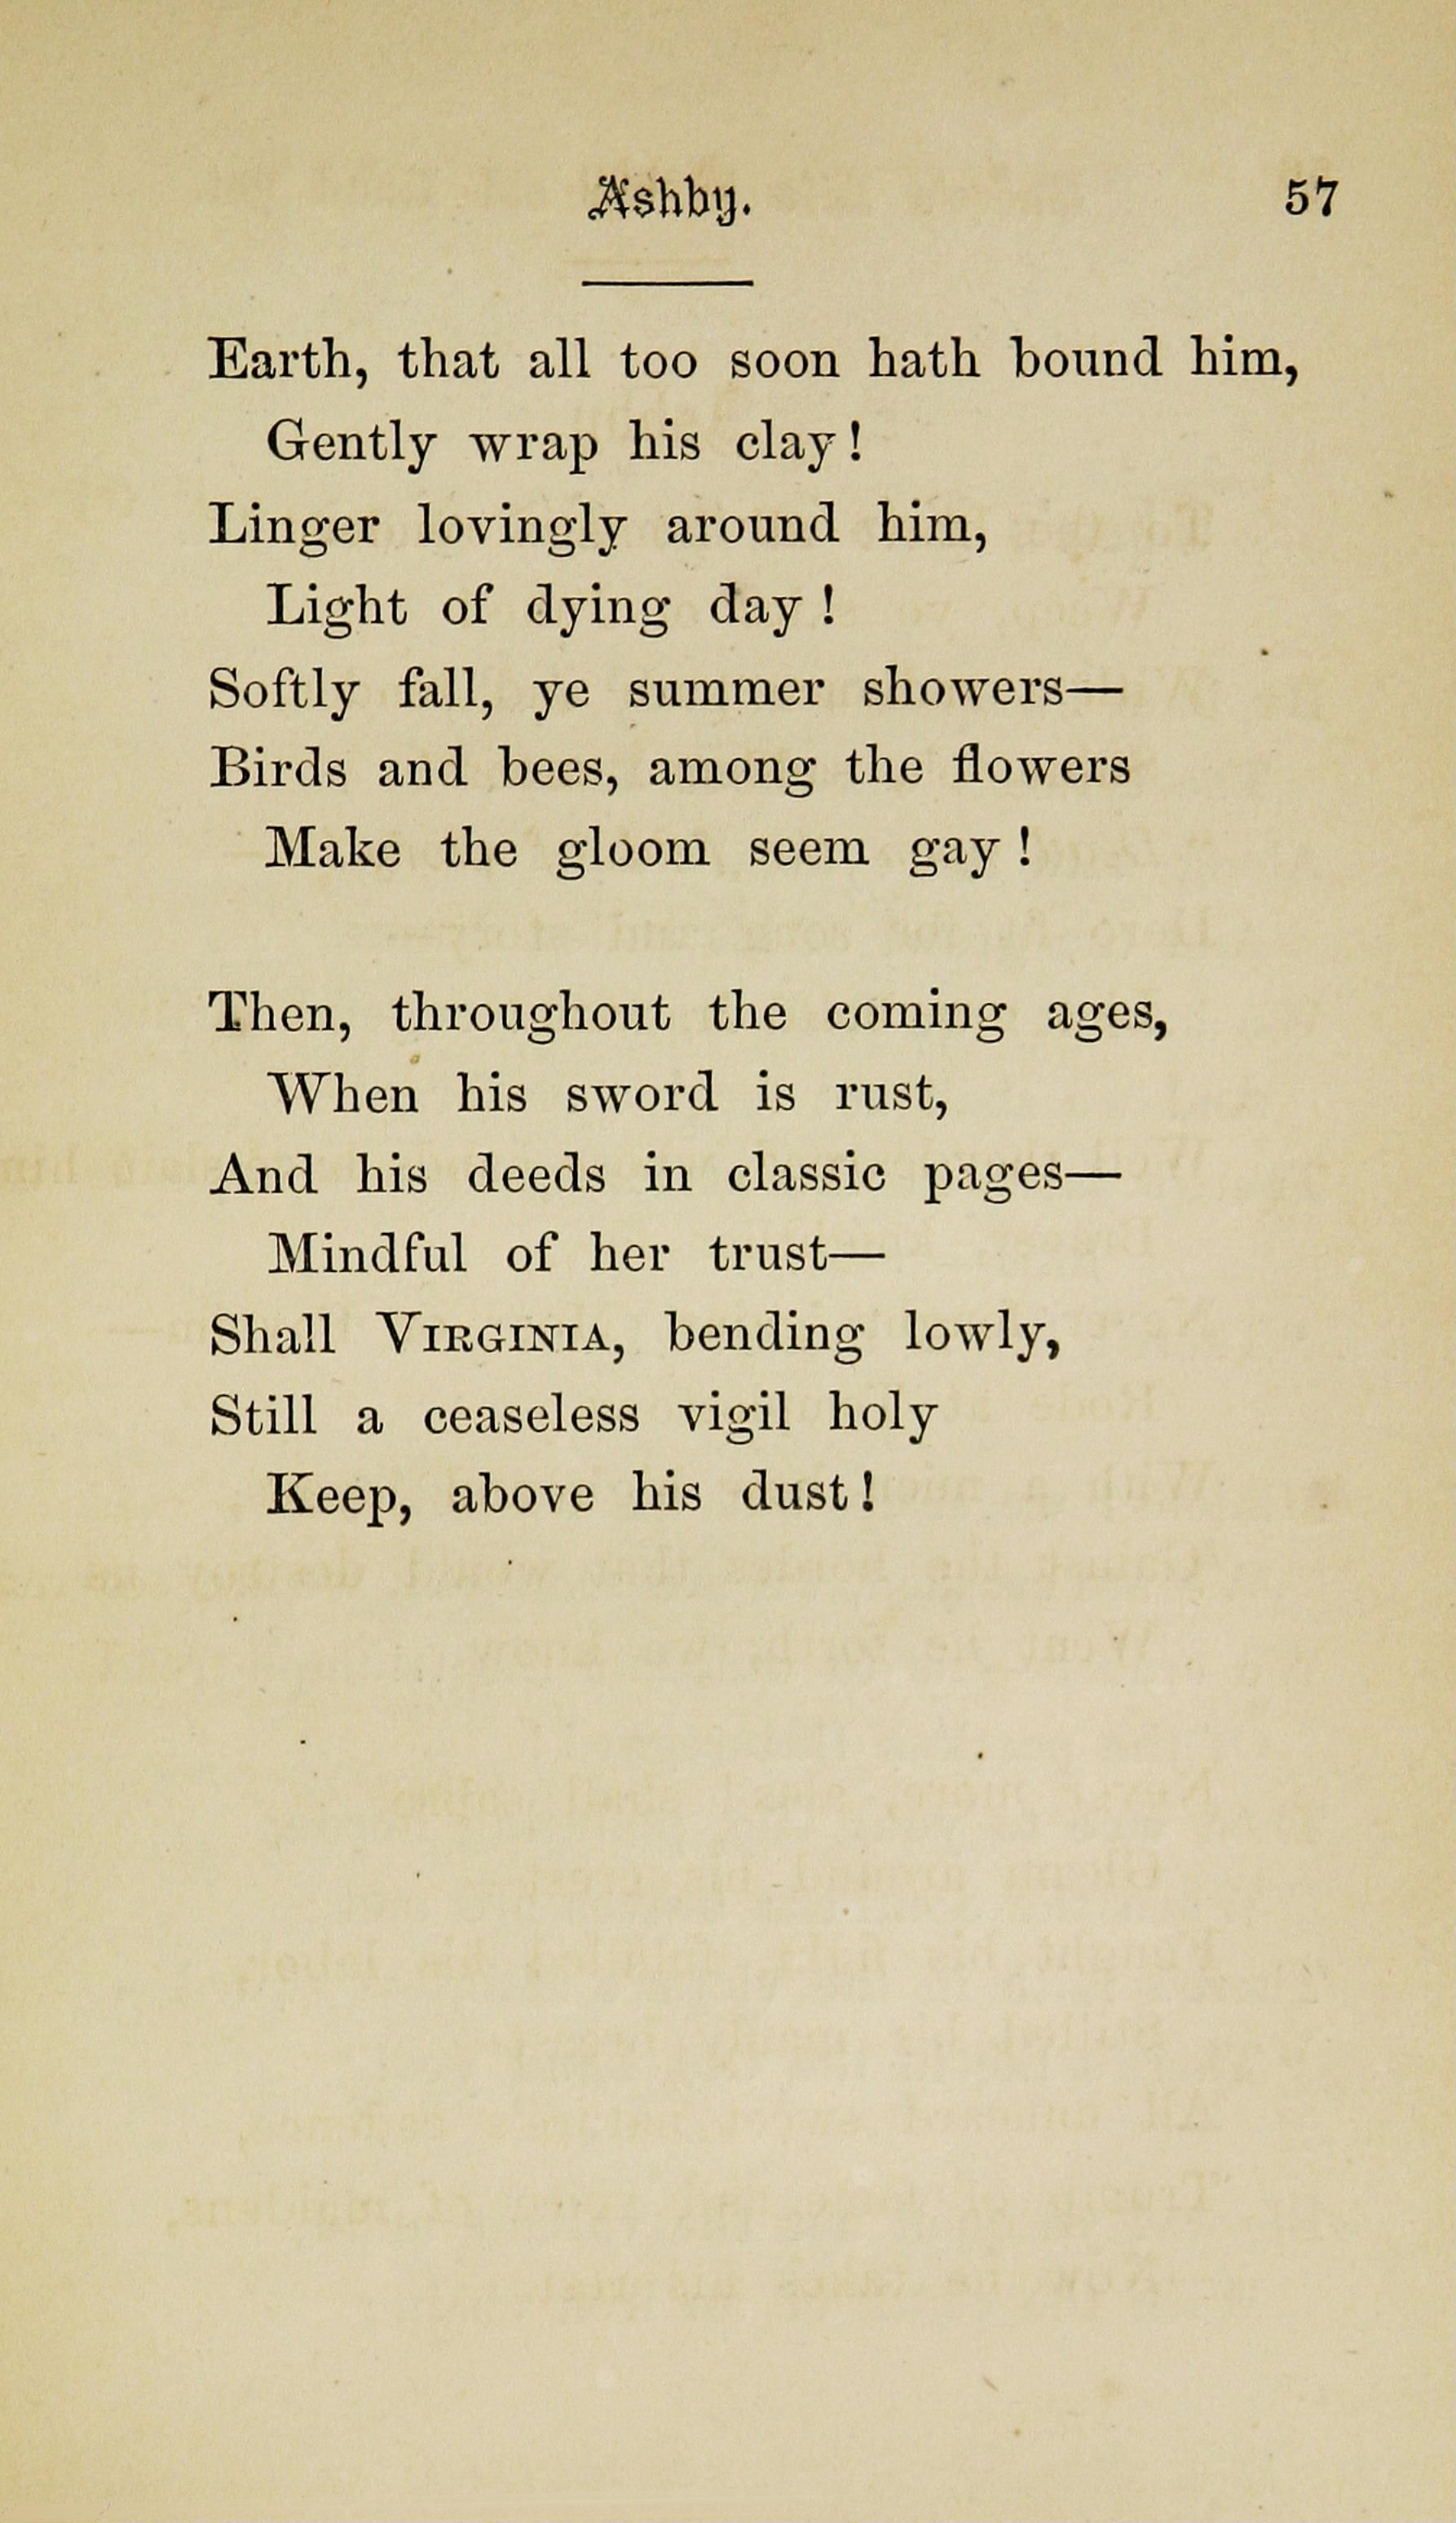 Ashby. 57
Earth, that all too soon hath bound him,
Gently wrap his clay!
Linger lovingly around him,
Light of dying day!
Softly fall, ye summer showers—
Birds and bees, among the flowers
Make the gloom seem gay!
Then, throughout the coming ages,
When his sword is rust,
And his deeds in classic pages—
Mindful of her trust—
Shall VIRGINIA, bending lowly,
Still a ceaseless vigil holy
Keep, above his dust!